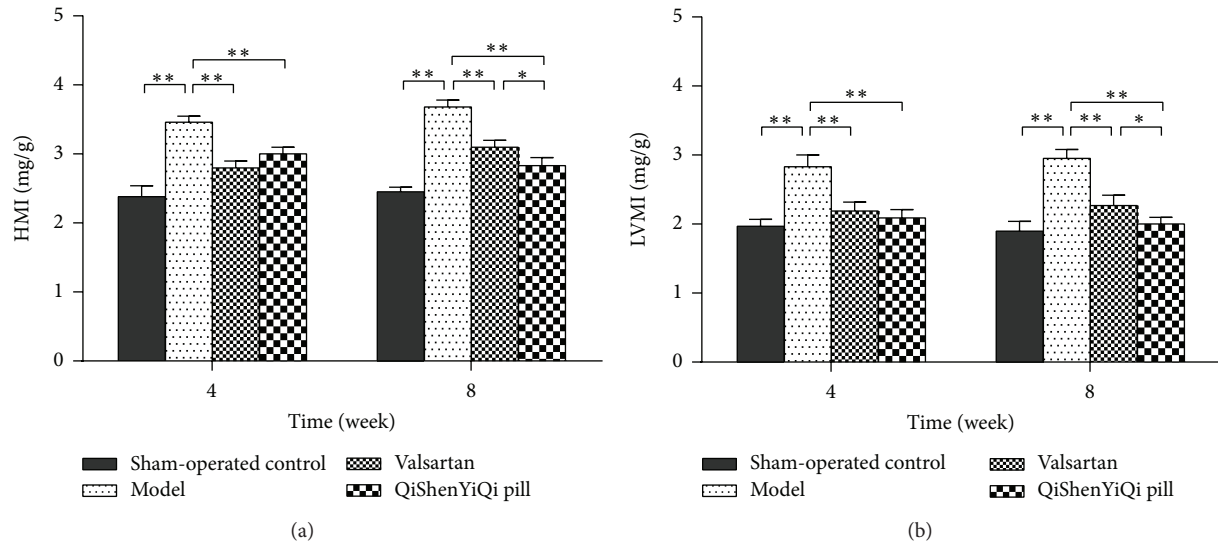 5
4
3
2
1
0
HMI (mg/g)
** ** **
** ** * **
4 8
Time (week)
Sham-operated control
Model
Valsartan
QiShenYiQi pill
(a)
5
4
3
2
1
0
LVMI (mg/g)
** ** **
** ** * **
4 8
Time (week)
Sham-operated control
Model
Valsartan
QiShenYiQi pill
(b)